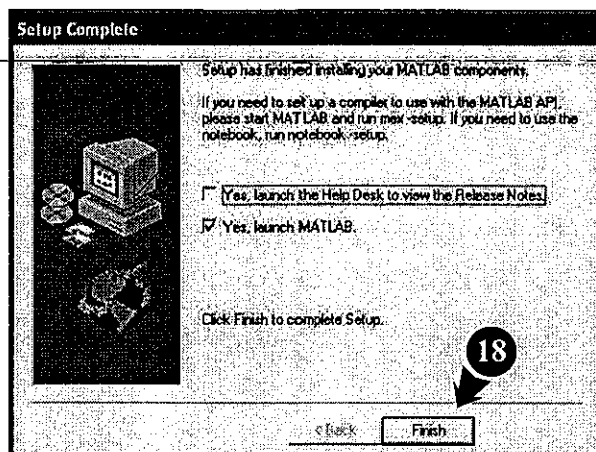 Setup Complete
Setup has finished installing your MATLAB components.
If you need to set up a compiler to use with the MATLAB API,
please start MATLAB and run mex -setup. If you need to use the
notebook, run notebook -setup.
Yes, launch the Help Desk to view the Release Notes.
Yes, launch MATLAB.
Click Finish to complete Setup.
18
< Back Finish